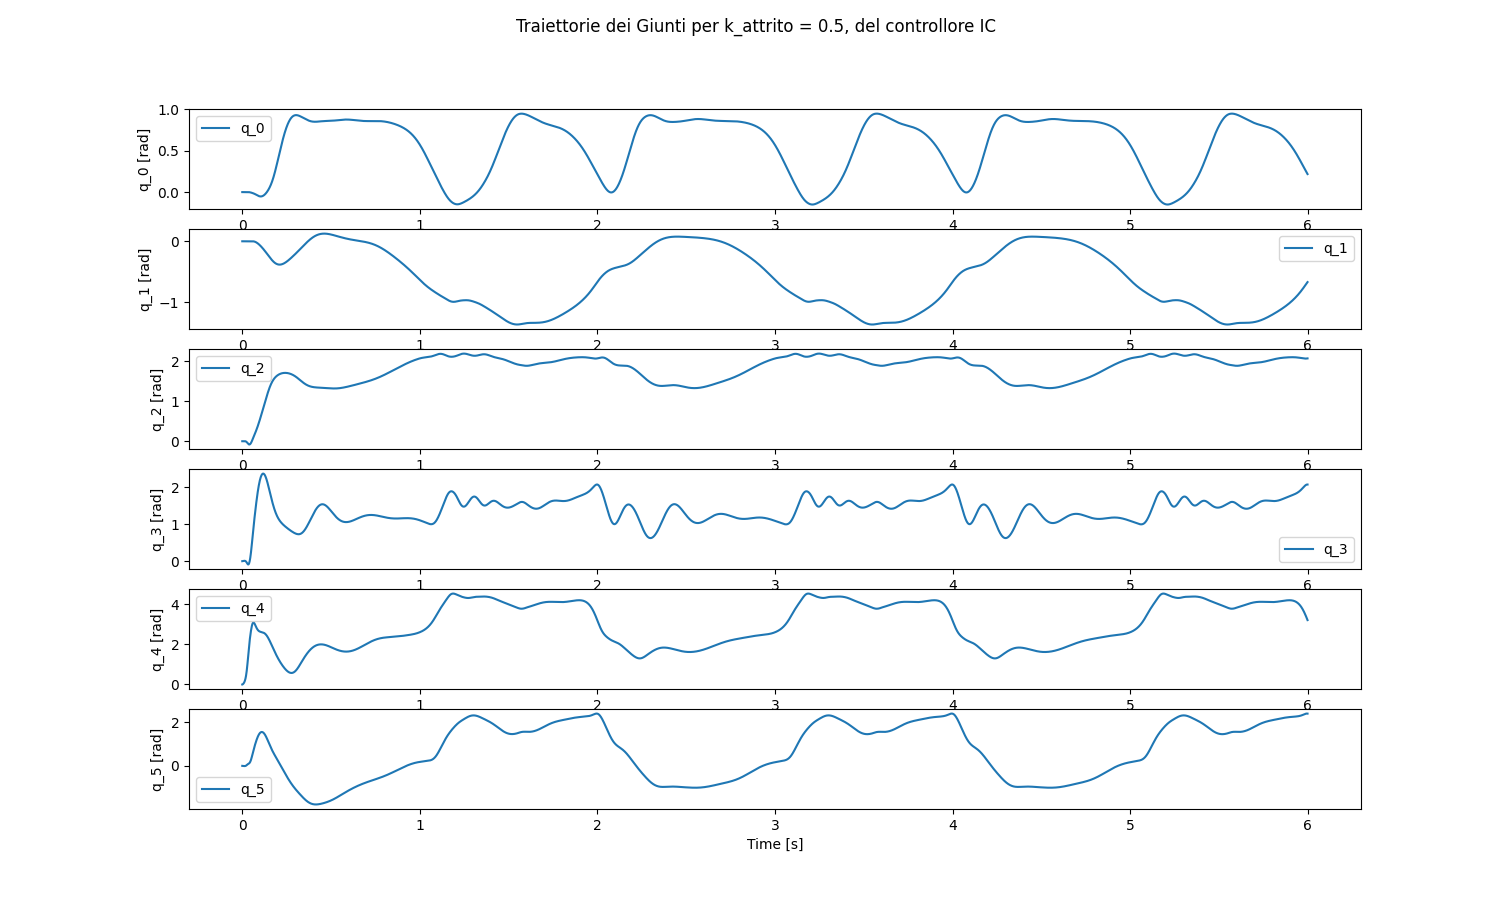 Traiettorie dei Giunti per k_attrito = 0.5, del controllore IC
1.0
0.5
0.0
q_0 [rad]
q_0
0 1 2 3 4 5 6
0
−1
q_1 [rad]
q_1
0 1 2 3 4 5 6
2
1
0
q_2 [rad]
q_2
0 1 2 3 4 5 6
2
1
0
q_3 [rad]
q_3
0 1 2 3 4 5 6
4
2
0
q_4 [rad]
q_4
0 1 2 3 4 5 6
2
0
q_5 [rad]
q_5
0 1 2 3 4 5 6
Time [s]